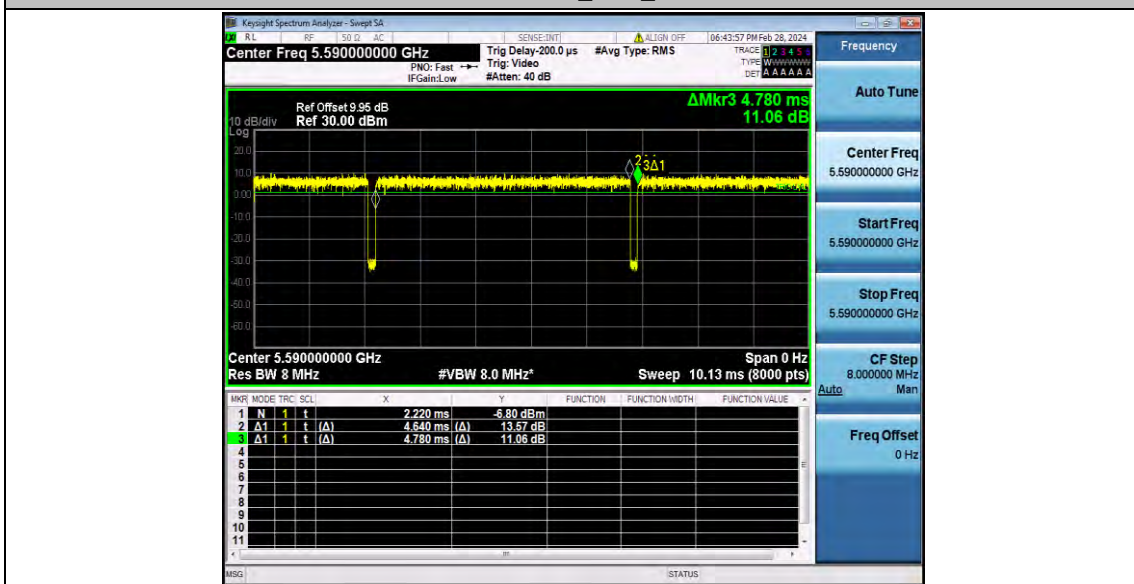 Keysight Spectrum Analyzer - Swept SA
RL RF 50 Ω AC SENSE:INT ALIGN OFF 06:43:57 PM Feb 28, 2024
Center Freq 5.590000000 GHz
PNO: Fast
IFGain:Low
Trig Delay-200.0 µs
Trig: Video
#Atten: 40 dB
#Avg Type: RMS
TRACE 1 2 3 4 5 6
TYPE
DET A A A A A A
Ref Offset 9.95 dB
10 dB/div Ref 30.00 dBm
ΔMkr3 4.780 ms
11.06 dB
Log
20.0
10.0
0.00
-10.0
-20.0
-30.0
-40.0
-50.0
-60.0
2 3Δ1
Center 5.590000000 GHz Span 0 Hz
Res BW 8 MHz #VBW 8.0 MHz* Sweep 10.13 ms (8000 pts)
MKR MODE TRC SCL X Y FUNCTION FUNCTION WIDTH FUNCTION VALUE
1 N 1 t 2.220 ms -6.80 dBm
2 Δ1 1 t (Δ) 4.640 ms (Δ) 13.57 dB
3 Δ1 1 t (Δ) 4.780 ms (Δ) 11.06 dB
4
5
6
7
8
9
10
11
MSG STATUS
Frequency
Auto Tune
Center Freq
5.590000000 GHz
Start Freq
5.590000000 GHz
Stop Freq
5.590000000 GHz
CF Step
8.000000 MHz
Auto Man
Freq Offset
0 Hz